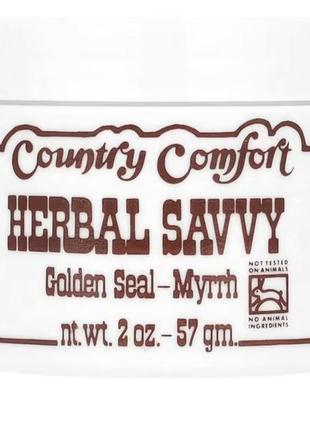 Country Comfort
HERBAL SAVVY
Golden Seal-Myrrh
NOT TESTED
ON ANIMALS
NO ANIMAL
INGREDIENTS
nt. wt. 2 oz.-57 gm.